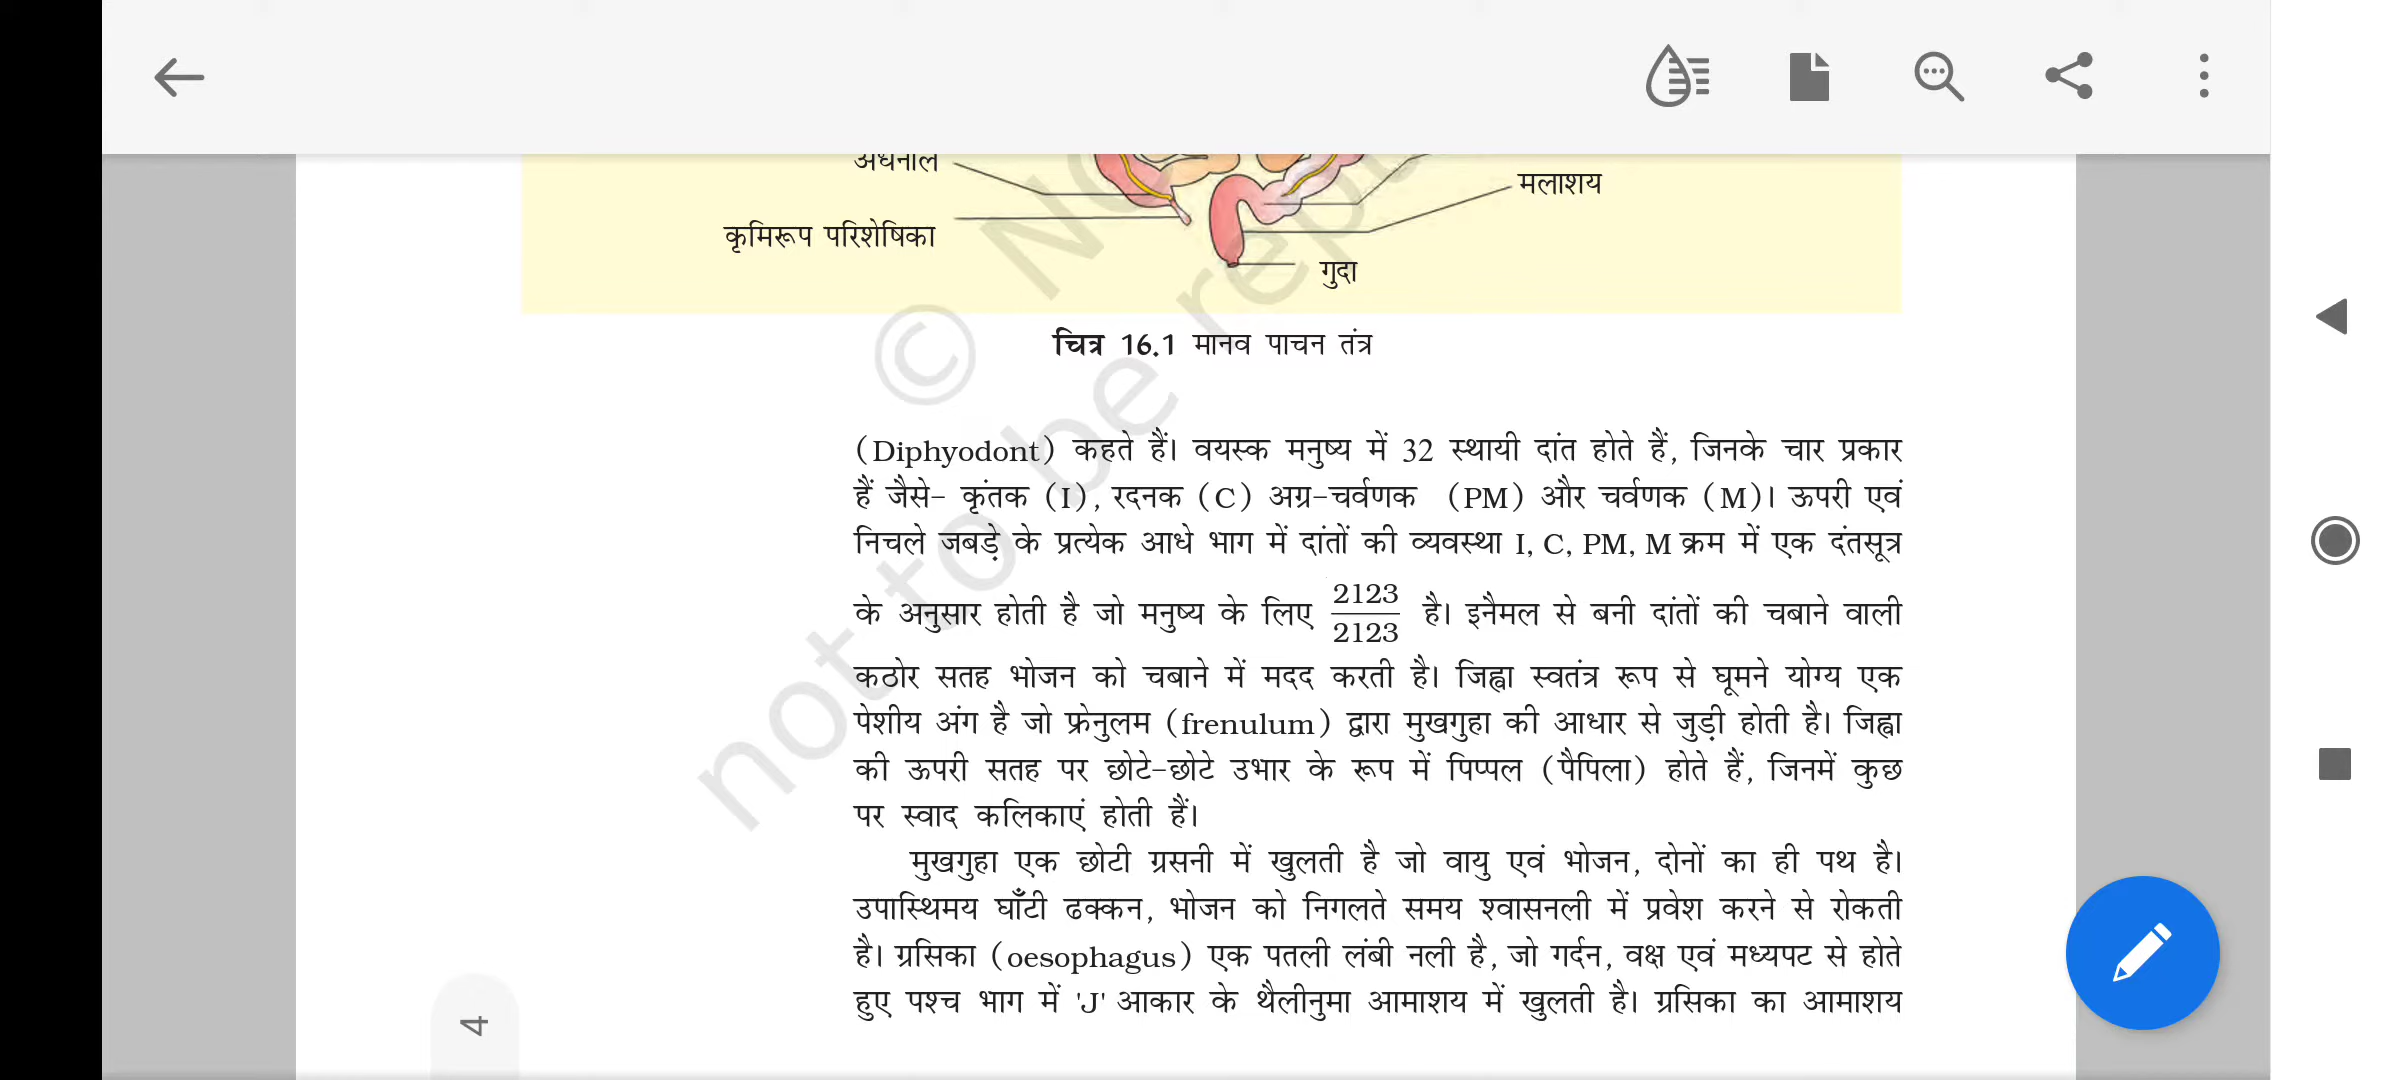 अंधनाल
मलाशय
कृमिरूप परिशेषिका
गुदा
चित्र 16.1 मानव पाचन तंत्र
(Diphyodont) कहते हैं। वयस्क मनुष्य में 32 स्थायी दांत होते हैं, जिनके चार प्रकार
हैं जैसे- कृंतक (I), रदनक (C) अग्र-चर्वणक (PM) और चर्वणक (M)। ऊपरी एवं
निचले जबड़े के प्रत्येक आधे भाग में दांतों की व्यवस्था I, C, PM, M क्रम में एक दंतसूत्र
के अनुसार होती है जो मनुष्य के लिए 2123/2123 है। इनैमल से बनी दांतों की चबाने वाली
कठोर सतह भोजन को चबाने में मदद करती है। जिह्वा स्वतंत्र रूप से घूमने योग्य एक
पेशीय अंग है जो फ्रेनुलम (frenulum) द्वारा मुखगुहा की आधार से जुड़ी होती है। जिह्वा
की ऊपरी सतह पर छोटे-छोटे उभार के रूप में पिप्पल (पैपिला) होते हैं, जिनमें कुछ
पर स्वाद कलिकाएं होती हैं।
मुखगुहा एक छोटी ग्रसनी में खुलती है जो वायु एवं भोजन, दोनों का ही पथ है।
उपास्थिमय घाँटी ढक्कन, भोजन को निगलते समय श्वासनली में प्रवेश करने से रोकती
है। ग्रसिका (oesophagus) एक पतली लंबी नली है, जो गर्दन, वक्ष एवं मध्यपट से होते
हुए पश्च भाग में 'J' आकार के थैलीनुमा आमाशय में खुलती है। ग्रसिका का आमाशय
4
©
not to be